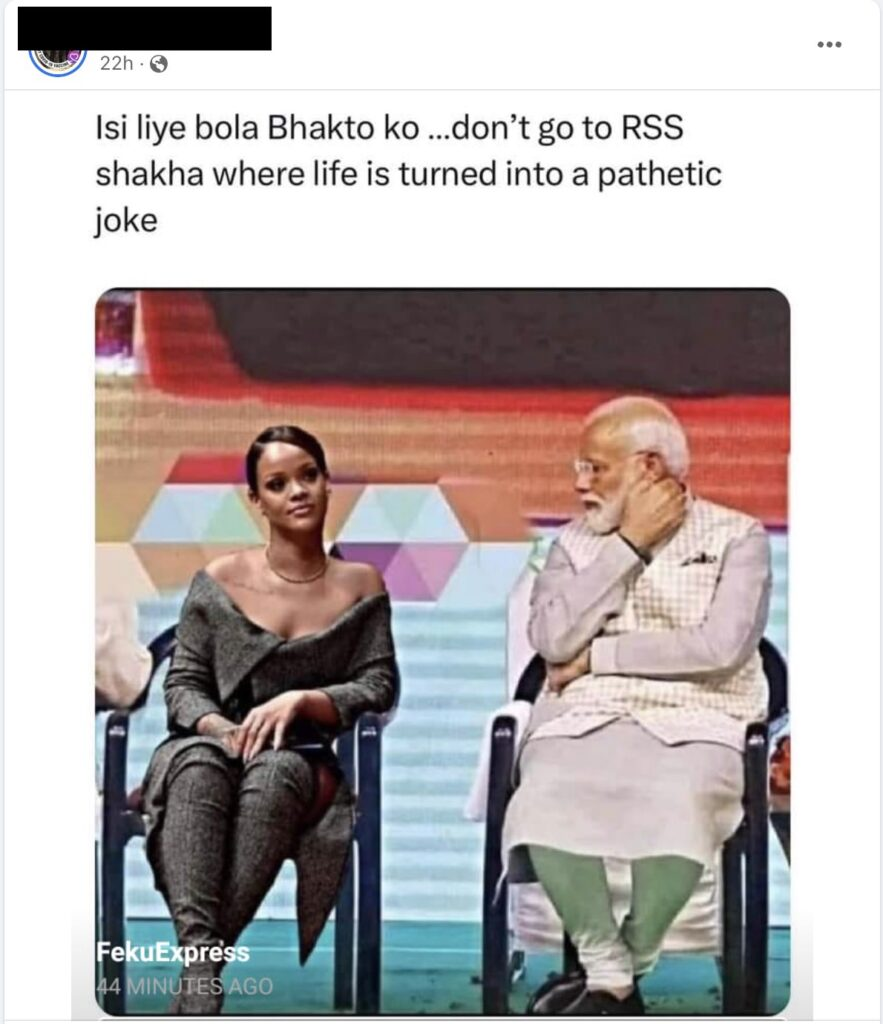 22h ·
Isi liye bola Bhakto ko ...don't go to RSS
shakha where life is turned into a pathetic
joke
FekuExpress
44 MINUTES AGO